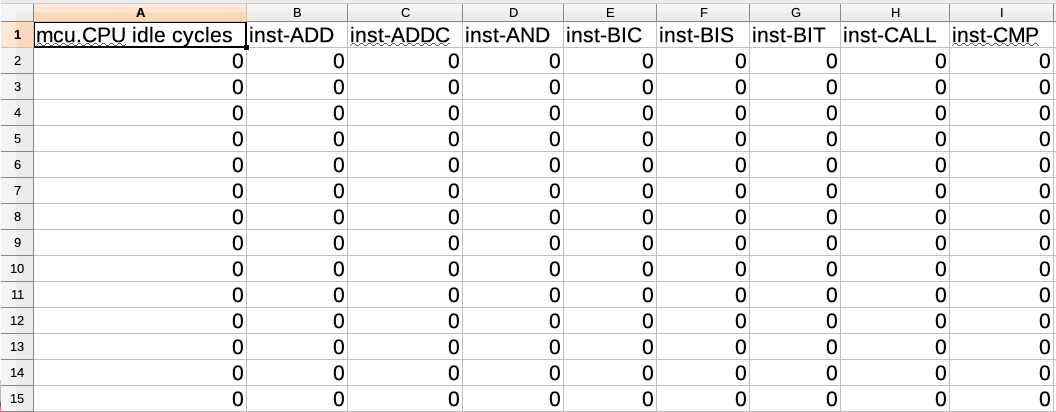 A B C D E F G H I
1 mcu.CPU idle cycles inst-ADD inst-ADDC inst-AND inst-BIC inst-BIS inst-BIT inst-CALL inst-CMP
2 0 0 0 0 0 0 0 0 0
3 0 0 0 0 0 0 0 0 0
4 0 0 0 0 0 0 0 0 0
5 0 0 0 0 0 0 0 0 0
6 0 0 0 0 0 0 0 0 0
7 0 0 0 0 0 0 0 0 0
8 0 0 0 0 0 0 0 0 0
9 0 0 0 0 0 0 0 0 0
10 0 0 0 0 0 0 0 0 0
11 0 0 0 0 0 0 0 0 0
12 0 0 0 0 0 0 0 0 0
13 0 0 0 0 0 0 0 0 0
14 0 0 0 0 0 0 0 0 0
15 0 0 0 0 0 0 0 0 0